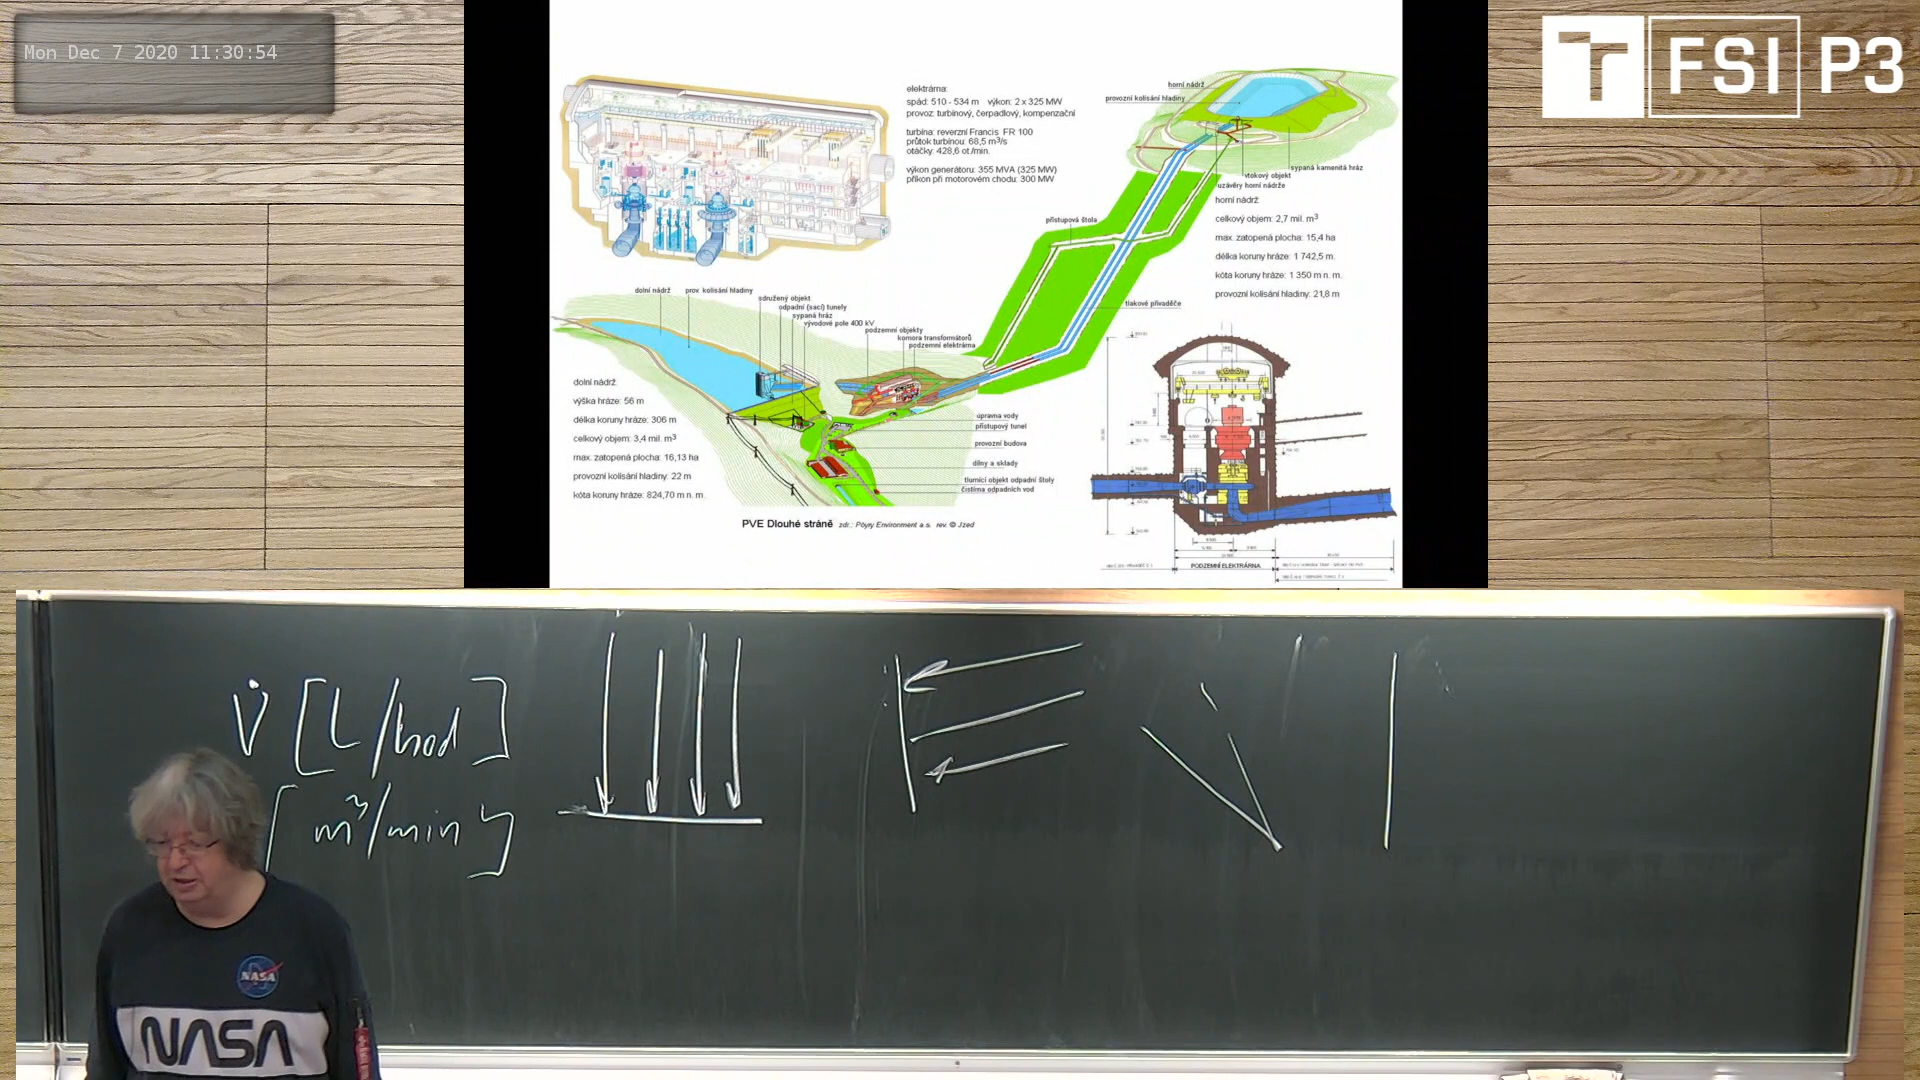 Mon Dec 7 2020 11:30:54
T FSI P3
elektrárna:
spád: 510 - 534 m výkon: 2 x 325 MW
provoz: turbínový, čerpadlový, kompenzační
turbína: reverzní Francis FR 100
průtok turbínou: 68,5 m³/s
otáčky: 428,6 ot./min.
výkon generátoru: 355 MVA (325 MW)
příkon při motorovém chodu: 300 MW
horní nádrž
provozní kolísání hladiny
sypaná kamenitá hráz
vtokový objekt
uzávěry horní nádrže
horní nádrž:
celkový objem: 2,7 mil. m³
max. zatopená plocha: 15,4 ha
délka koruny hráze: 1 742,5 m.
kóta koruny hráze: 1 350 m n. m.
provozní kolísání hladiny: 21,8 m
přístupová štola
tlakové přivaděče
dolní nádrž
prov. kolísání hladiny
sdružený objekt
odpadní (sací) tunely
sypaná hráz
vývodové pole 400 kV
podzemní objekty
komora transformátorů
podzemní elektrárna
dolní nádrž:
výška hráze: 56 m
délka koruny hráze: 306 m
celkový objem: 3,4 mil. m³
max. zatopená plocha: 16,13 ha
provozní kolísání hladiny: 22 m
kóta koruny hráze: 824,70 m n. m.
úpravna vody
přístupový tunel
provozní budova
dílny a sklady
tlumící objekt odpadní štoly
čistírna odpadních vod
PVE Dlouhé stráně zdr.: Pöyry Environment a.s. rev. © Jzed
PODZEMNÍ ELEKTRÁRNA
V̇ [L/hod]
[m³/min]
NASA
NASA